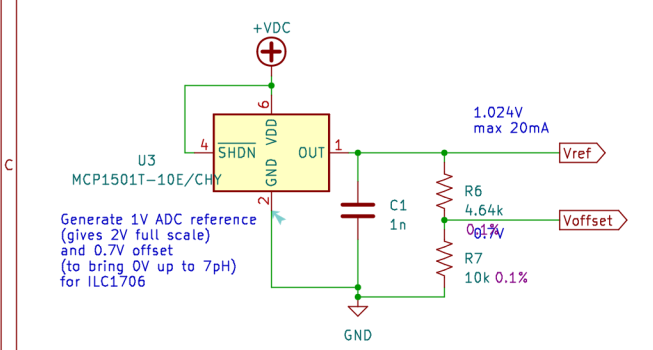 +VDC
6
VDD
4
SHDN
OUT
1
U3
MCP1501T-10E/CHY
GND
2
1.024V
max 20mA
Vref
R6
4.64k
0.1%
0.7V
Voffset
C1
1n
R7
10k 0.1%
Generate 1V ADC reference
(gives 2V full scale)
and 0.7V offset
(to bring 0V up to 7pH)
for ILC1706
GND
C